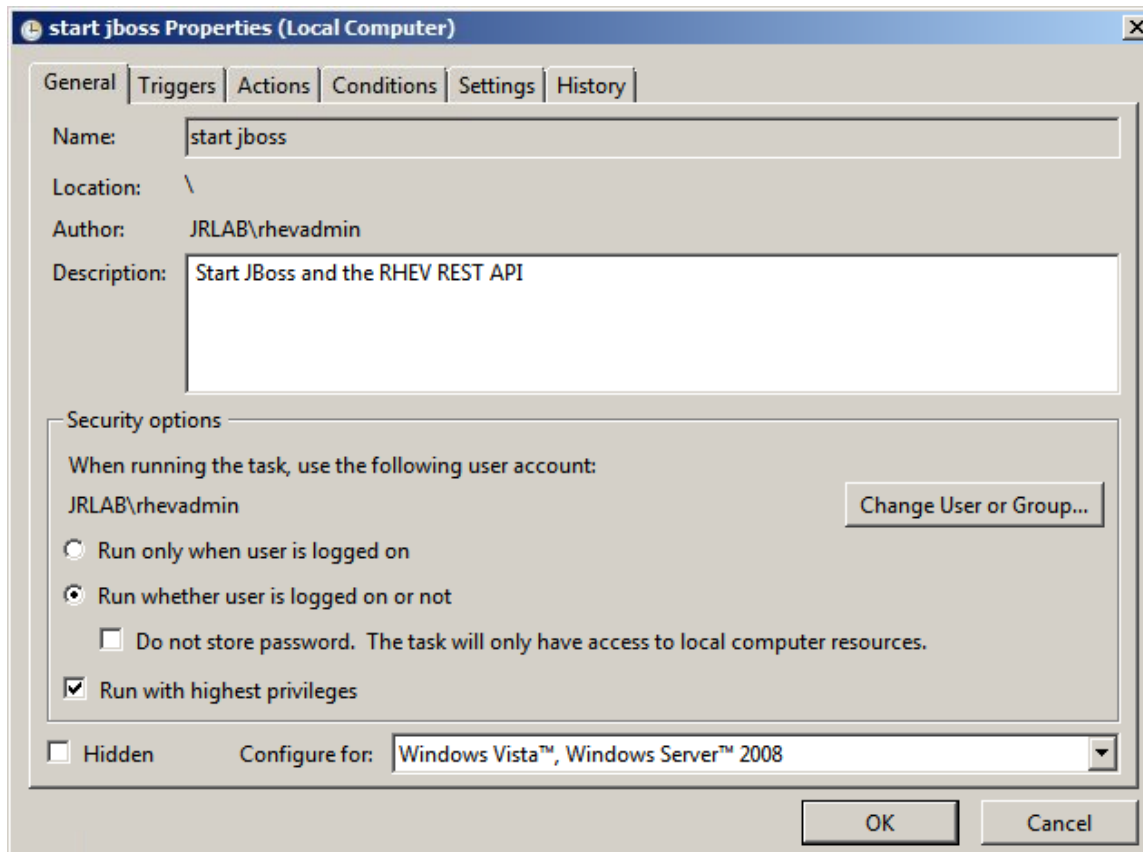 start jboss Properties (Local Computer)
General Triggers Actions Conditions Settings History
Name: start jboss
Location: \
Author: JRLAB\rhevadmin
Description: Start JBoss and the RHEV REST API
Security options
When running the task, use the following user account:
JRLAB\rhevadmin Change User or Group...
Run only when user is logged on
Run whether user is logged on or not
Do not store password. The task will only have access to local computer resources.
Run with highest privileges
Hidden Configure for: Windows Vista™, Windows Server™ 2008
OK Cancel